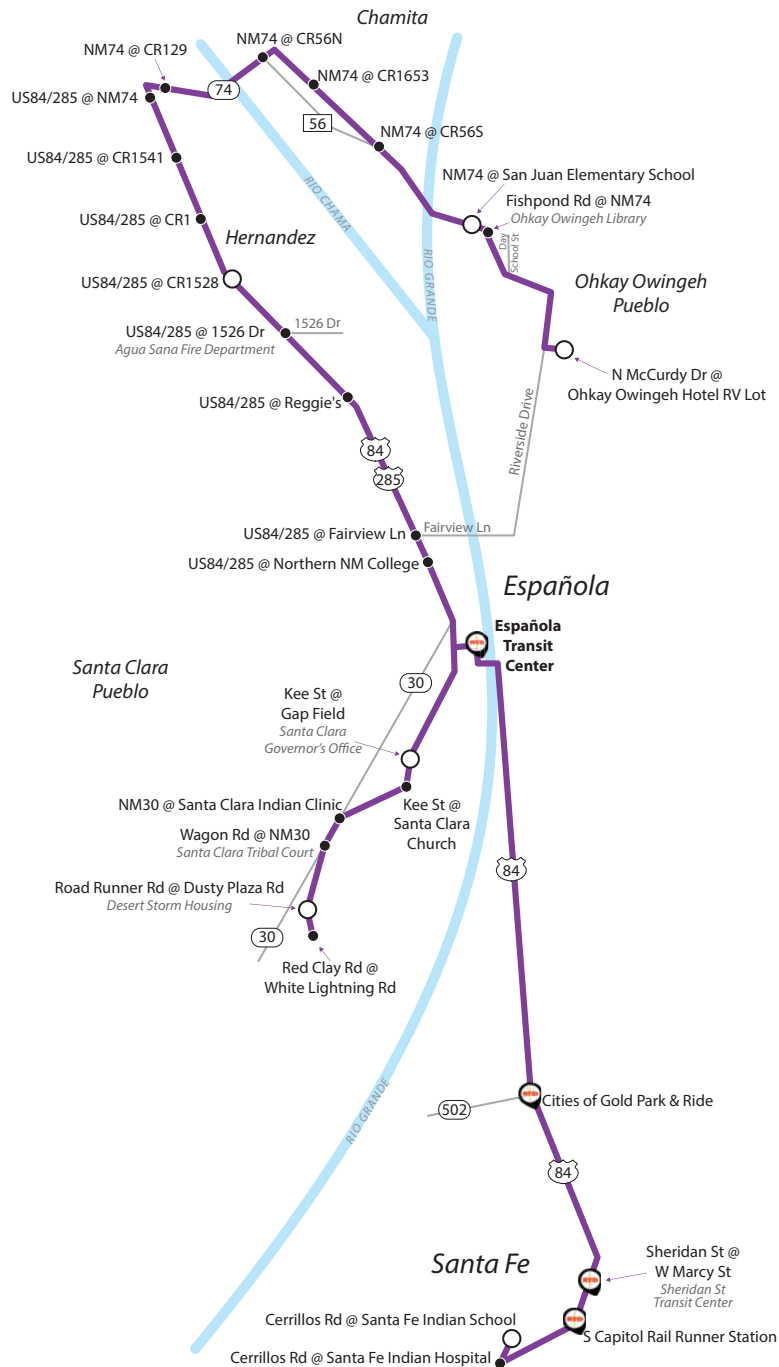 Chamita
NM74 @ CR56N
NM74 @ CR129
NM74 @ CR1653
74
US84/285 @ NM74
56
NM74 @ CR56S
US84/285 @ CR1541
NM74 @ San Juan Elementary School
RIO CHAMA
Fishpond Rd @ NM74
Ohkay Owingeh Library
US84/285 @ CR1
Hernandez
Day
School St
RIO GRANDE
Ohkay Owingeh
Pueblo
US84/285 @ CR1528
1526 Dr
US84/285 @ 1526 Dr
Agua Sana Fire Department
N McCurdy Dr @
Ohkay Owingeh Hotel RV Lot
US84/285 @ Reggie's
Riverside Drive
84
285
Fairview Ln
US84/285 @ Fairview Ln
US84/285 @ Northern NM College
Española
Española
Transit
Center
RTD
Santa Clara
Pueblo
30
Kee St @
Gap Field
Santa Clara
Governor's Office
NM30 @ Santa Clara Indian Clinic
Kee St @
Santa Clara
Church
Wagon Rd @ NM30
Santa Clara Tribal Court
84
Road Runner Rd @ Dusty Plaza Rd
Desert Storm Housing
30
Red Clay Rd @
White Lightning Rd
RTD
Cities of Gold Park & Ride
502
RIO GRANDE
84
Santa Fe
Sheridan St @
W Marcy St
Sheridan St
Transit Center
RTD
Cerrillos Rd @ Santa Fe Indian School
RTD
S Capitol Rail Runner Station
Cerrillos Rd @ Santa Fe Indian Hospital